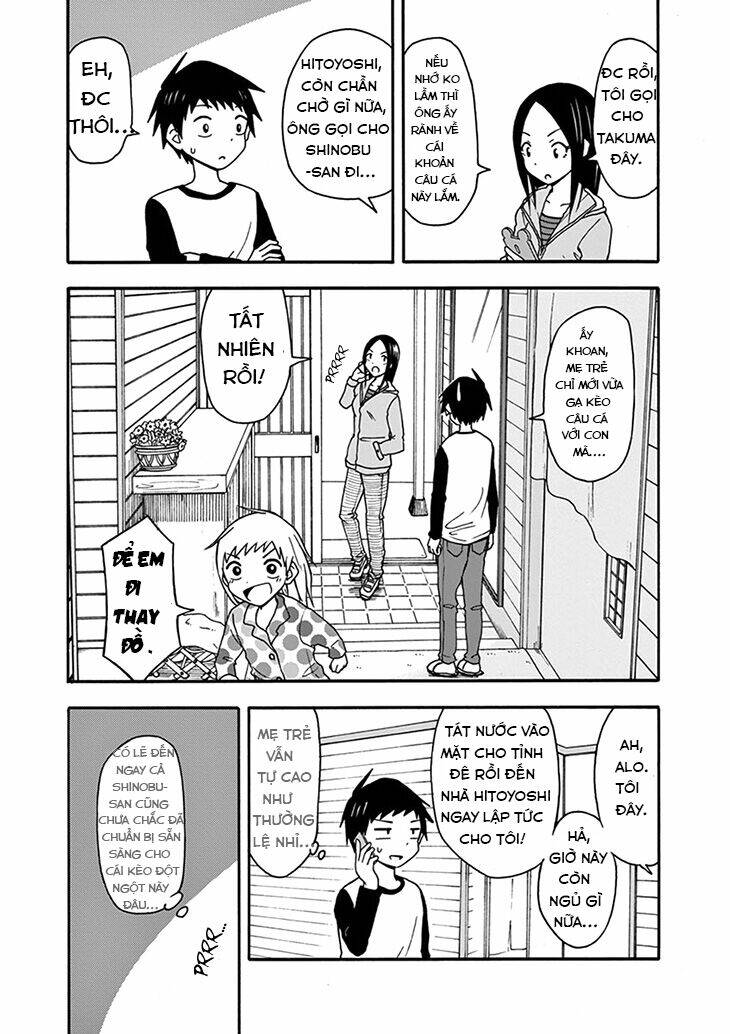 ĐC RỒI,
TÔI GỌI
CHO
TAKUMA
ĐÂY.
NẾU
NHỚ KO
LẦM THÌ
ÔNG ẤY
RÀNH VỀ
CÁI
KHOẢN
CÂU CÁ
NÀY LẮM.
HITOYOSHI,
CÒN CHẦN
CHỜ GÌ NỮA,
ÔNG GỌI CHO
SHINOBU
-SAN ĐI...
EH,
ĐC
THÔI...
ẤY
KHOAN,
MẸ TRẺ
CHỈ MỚI VỪA
GẠ KÈO
CÂU CÁ
VỚI CON
MÀ....
PRRRR
TẤT
NHIÊN
RỒI!
ĐỂ EM
ĐI
THAY
ĐỒ.
AH,
ALO.
TÔI
ĐÂY.
HẢ,
GIỜ NÀY
CÒN
NGỦ GÌ
NỮA...
TÁT NƯỚC VÀO
MẶT CHO TỈNH
ĐÊ RỒI ĐẾN
NHÀ HITOYOSHI
NGAY LẬP TỨC
CHO TÔI!
MẸ TRẺ
VẪN
TỰ CAO
NHƯ
THƯỜNG
LỆ NHỈ...
CÓ LẼ ĐẾN
NGAY CẢ
SHINOBU-
SAN CŨNG
CHƯA CHẮC ĐÃ
CHUẨN BỊ SẴN
SÀNG CHO
CÁI KÈO ĐỘT
NGỘT NÀY
ĐÂU...
PRRR...